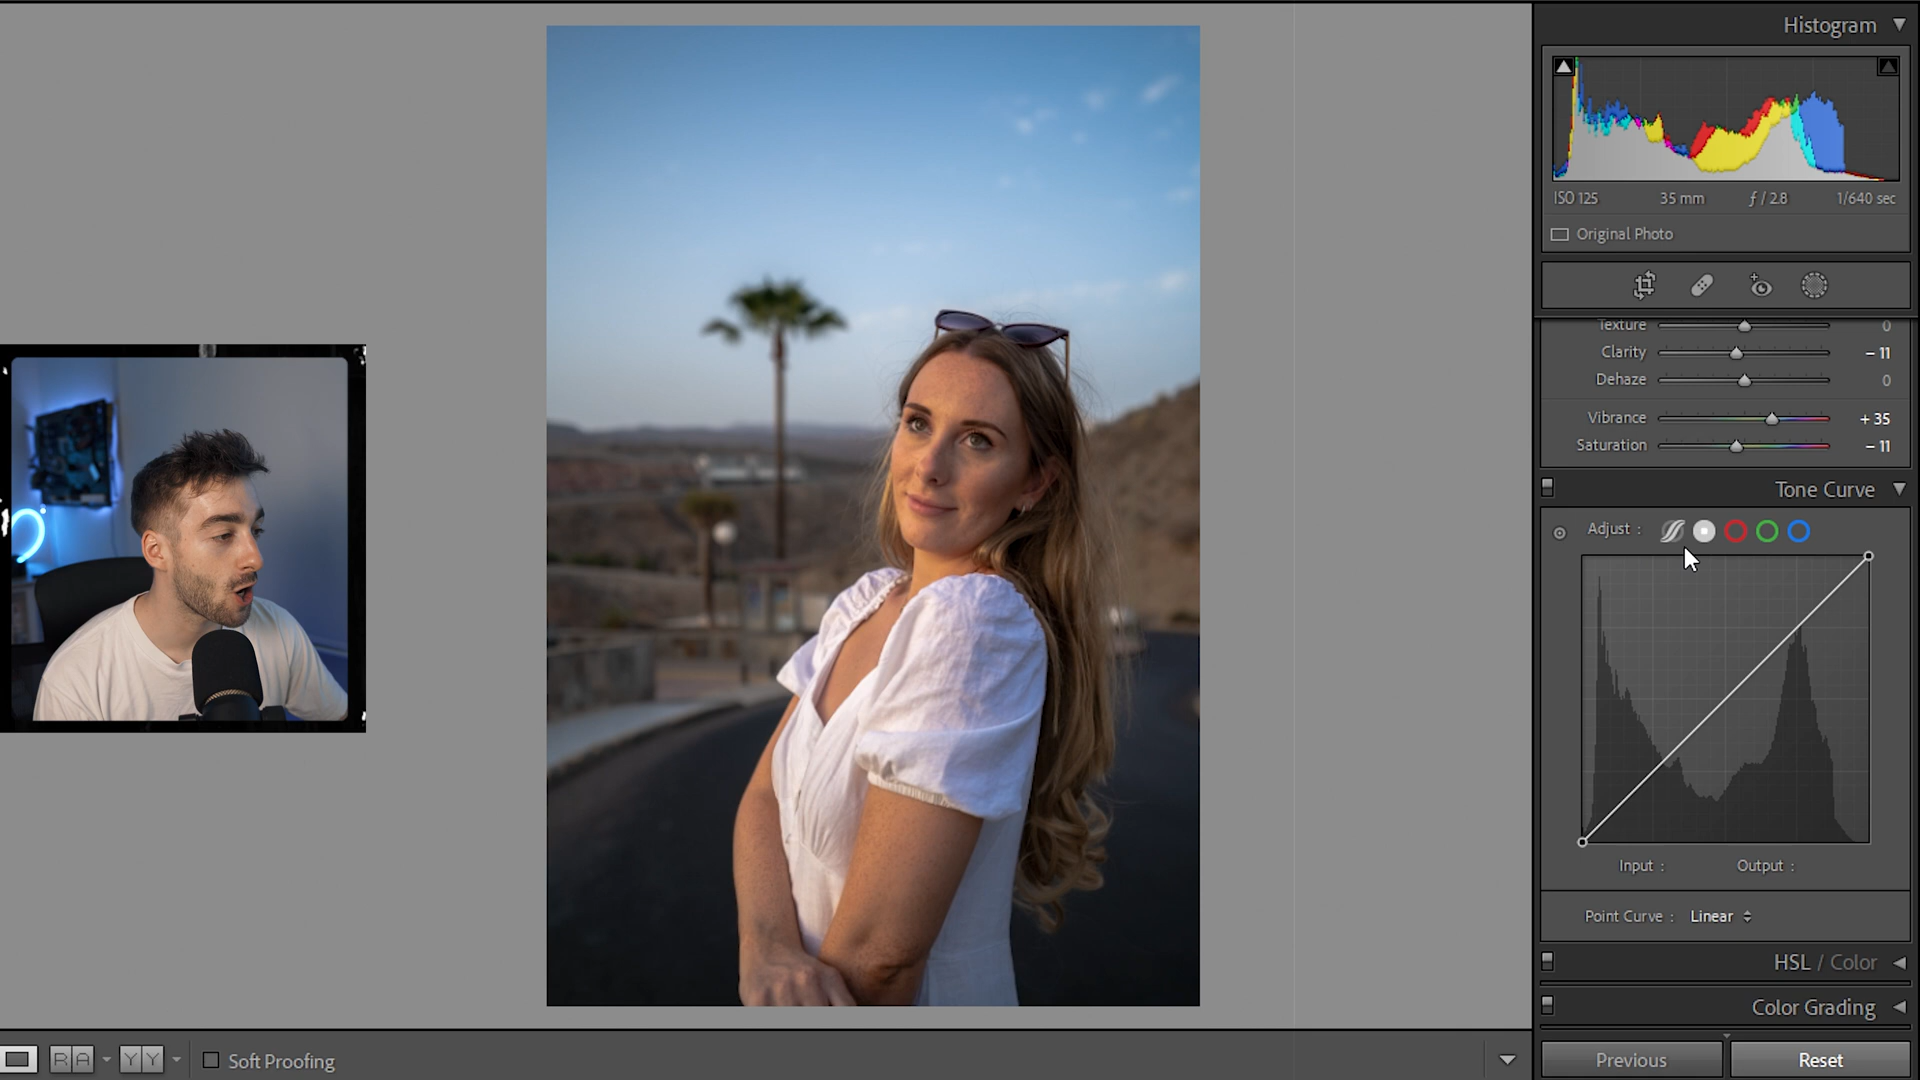 Histogram
ISO 125 35 mm ƒ / 2.8 1/640 sec
Original Photo
Texture 0
Clarity – 11
Dehaze 0
Vibrance + 35
Saturation – 11
Tone Curve
Adjust :
Input : Output :
Point Curve : Linear
HSL / Color
Color Grading
R A Y Y Soft Proofing Previous Reset